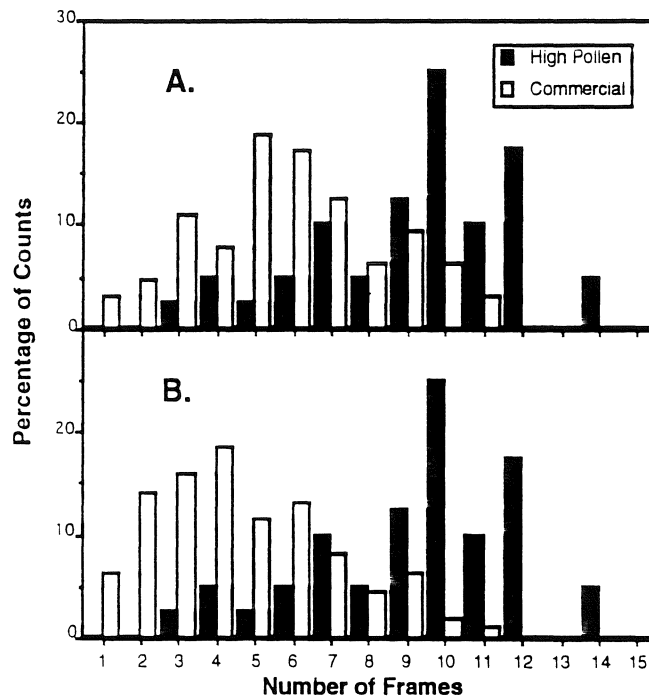 30
A.
High Pollen
Commercial
20
10
0
Percentage of Counts
B.
20
10
0
1 2 3 4 5 6 7 8 9 10 11 12 13 14 15
Number of Frames